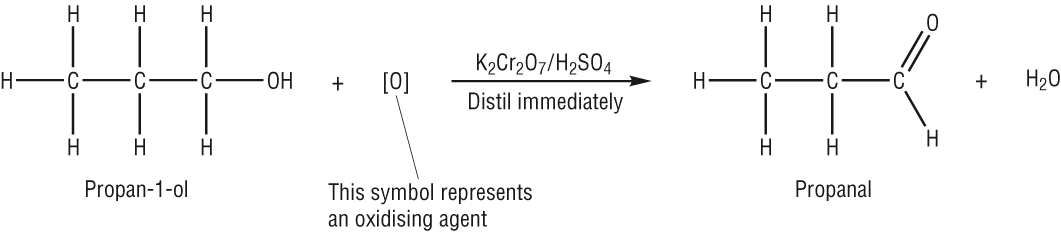 H H H H H O
H C C C OH + [O] K₂Cr₂O₇/H₂SO₄ H C C C + H₂O
Distil immediately
H H H H H H
Propan-1-ol This symbol represents Propanal
an oxidising agent